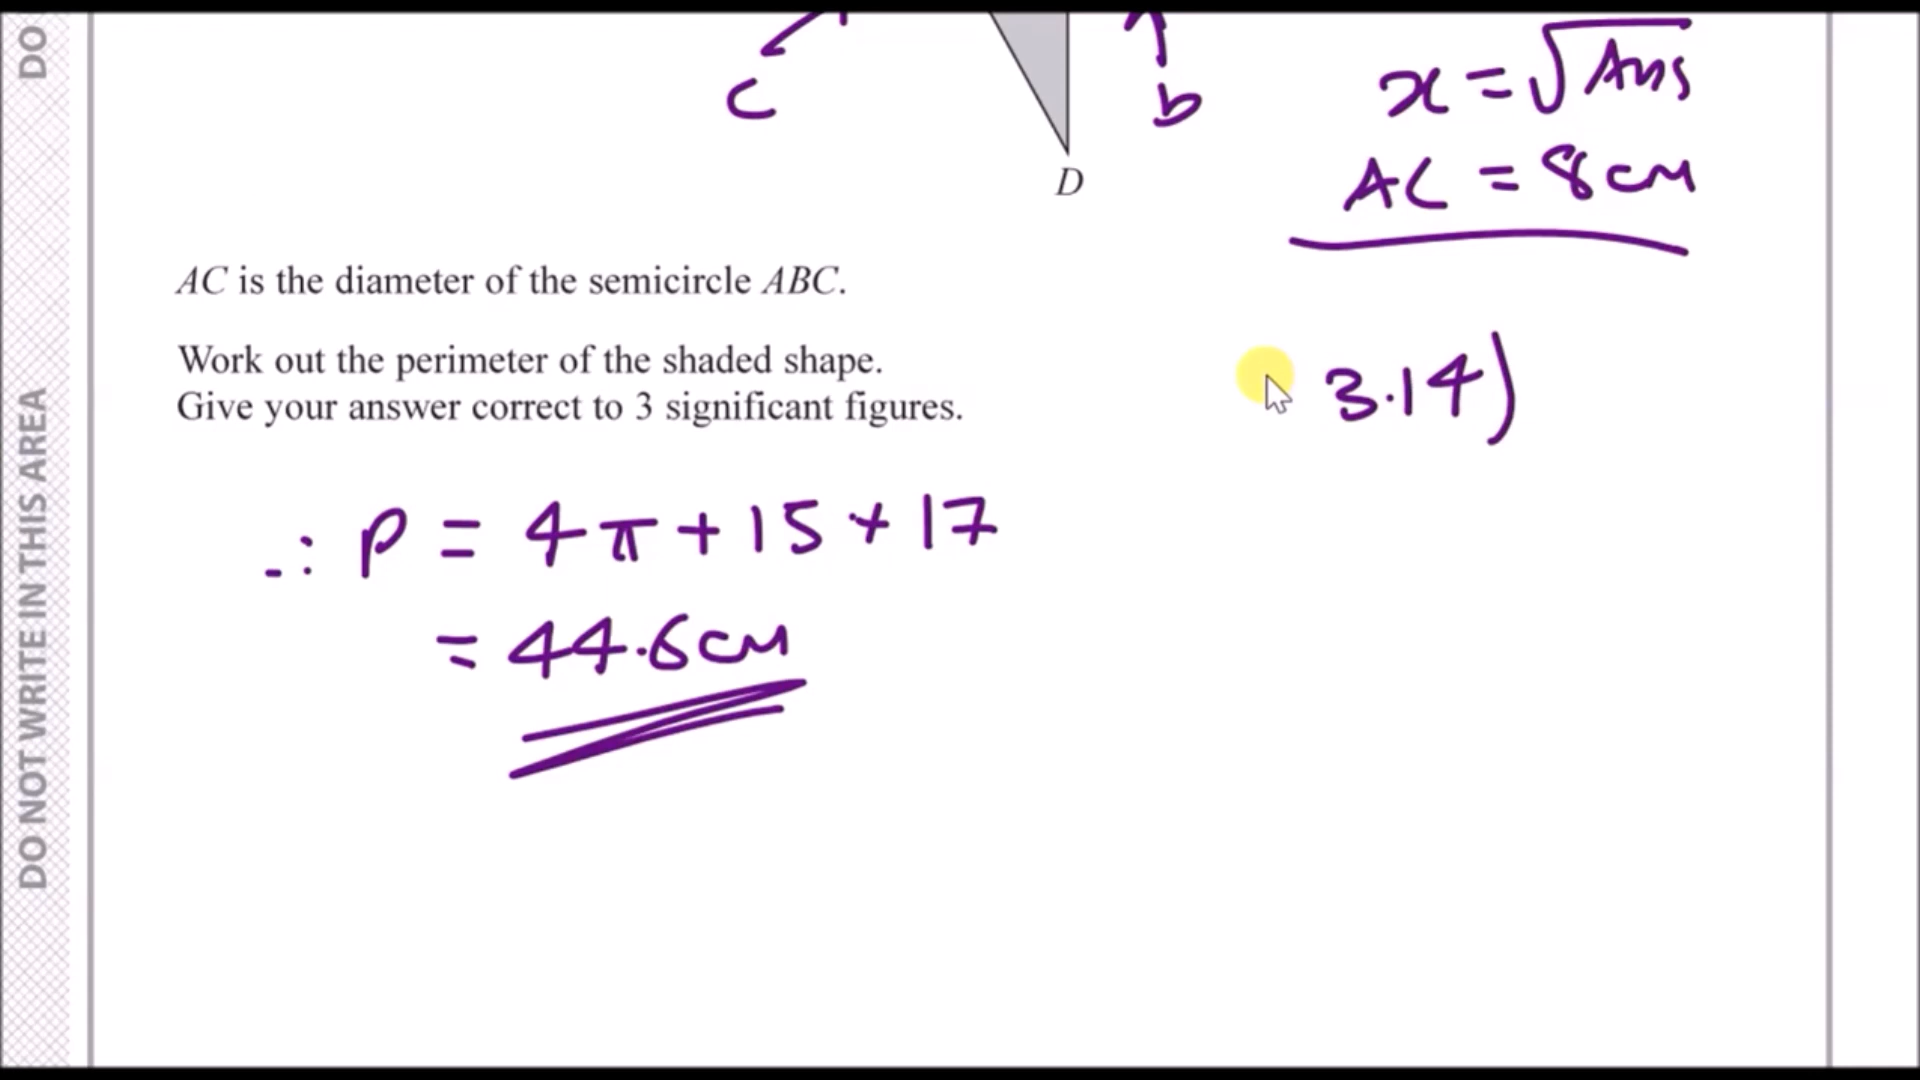 DO
c
b
x = √Ans
D
AC = 8cm
AC is the diameter of the semicircle ABC.
Work out the perimeter of the shaded shape.
Give your answer correct to 3 significant figures.
3.14)
∴ P = 4π + 15 + 17
= 44.6cm
DO NOT WRITE IN THIS AREA